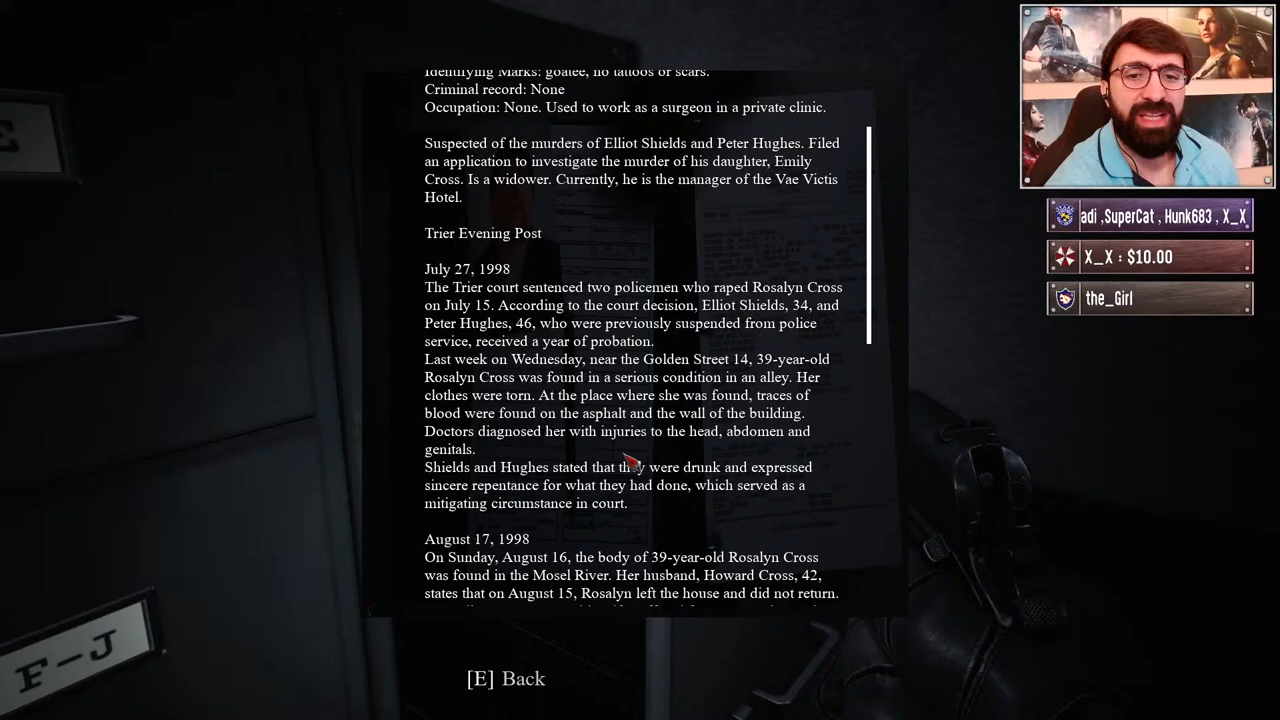 Identifying Marks: goatee, no tattoos or scars.
Criminal record: None
Occupation: None. Used to work as a surgeon in a private clinic.
Suspected of the murders of Elliot Shields and Peter Hughes. Filed
an application to investigate the murder of his daughter, Emily
Cross. Is a widower. Currently, he is the manager of the Vae Victis
Hotel.
Trier Evening Post
July 27, 1998
The Trier court sentenced two policemen who raped Rosalyn Cross
on July 15. According to the court decision, Elliot Shields, 34, and
Peter Hughes, 46, who were previously suspended from police
service, received a year of probation.
Last week on Wednesday, near the Golden Street 14, 39-year-old
Rosalyn Cross was found in a serious condition in an alley. Her
clothes were torn. At the place where she was found, traces of
blood were found on the asphalt and the wall of the building.
Doctors diagnosed her with injuries to the head, abdomen and
genitals.
Shields and Hughes stated that they were drunk and expressed
sincere repentance for what they had done, which served as a
mitigating circumstance in court.
August 17, 1998
On Sunday, August 16, the body of 39-year-old Rosalyn Cross
was found in the Mosel River. Her husband, Howard Cross, 42,
states that on August 15, Rosalyn left the house and did not return.
[E] Back
F-J
E
adi ,SuperCat , Hunk683 , X_X
X_X : $10.00
the_Girl